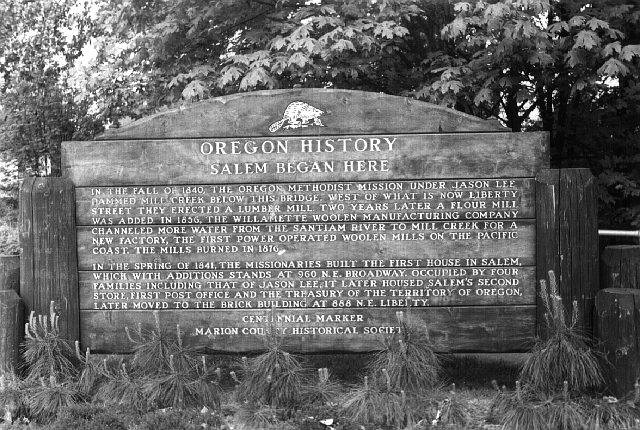 OREGON HISTORY
SALEM BEGAN HERE
IN THE FALL OF 1840, THE OREGON METHODIST MISSION UNDER JASON LEE
DAMMED MILL CREEK BELOW THIS BRIDGE. WEST OF WHAT IS NOW LIBERTY
STREET THEY ERECTED A LUMBER MILL. TWO YEARS LATER A FLOUR MILL
WAS ADDED IN 1856, THE WILLAMETTE WOOLEN MANUFACTURING COMPANY
CHANNELED MORE WATER FROM THE SANTIAM RIVER TO MILL CREEK FOR A
NEW FACTORY, THE FIRST POWER OPERATED WOOLEN MILLS ON THE PACIFIC
COAST. THE MILLS BURNED IN 1876.
IN THE SPRING OF 1841, THE MISSIONARIES BUILT THE FIRST HOUSE IN SALEM,
WHICH WITH ADDITIONS STANDS AT 960 N.E. BROADWAY. OCCUPIED BY FOUR
FAMILIES INCLUDING THAT OF JASON LEE, IT LATER HOUSED SALEM'S SECOND
STORE, FIRST POST OFFICE AND THE TREASURY OF THE TERRITORY OF OREGON,
LATER MOVED TO THE BRICK BUILDING AT 888 N.E. LIBERTY.
CENTENNIAL MARKER
MARION COUNTY HISTORICAL SOCIETY